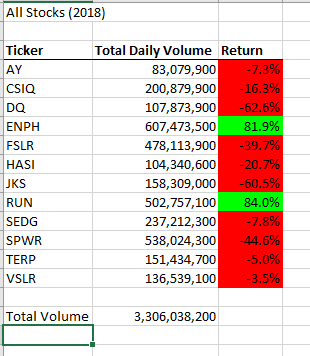 All Stocks (2018)
Ticker Total Daily Volume Return
AY 83,079,900 -7.3%
CSIQ 200,879,900 -16.3%
DQ 107,873,900 -62.6%
ENPH 607,473,500 81.9%
FSLR 478,113,900 -39.7%
HASI 104,340,600 -20.7%
JKS 158,309,000 -60.5%
RUN 502,757,100 84.0%
SEDG 237,212,300 -7.8%
SPWR 538,024,300 -44.6%
TERP 151,434,700 -5.0%
VSLR 136,539,100 -3.5%
Total Volume 3,306,038,200